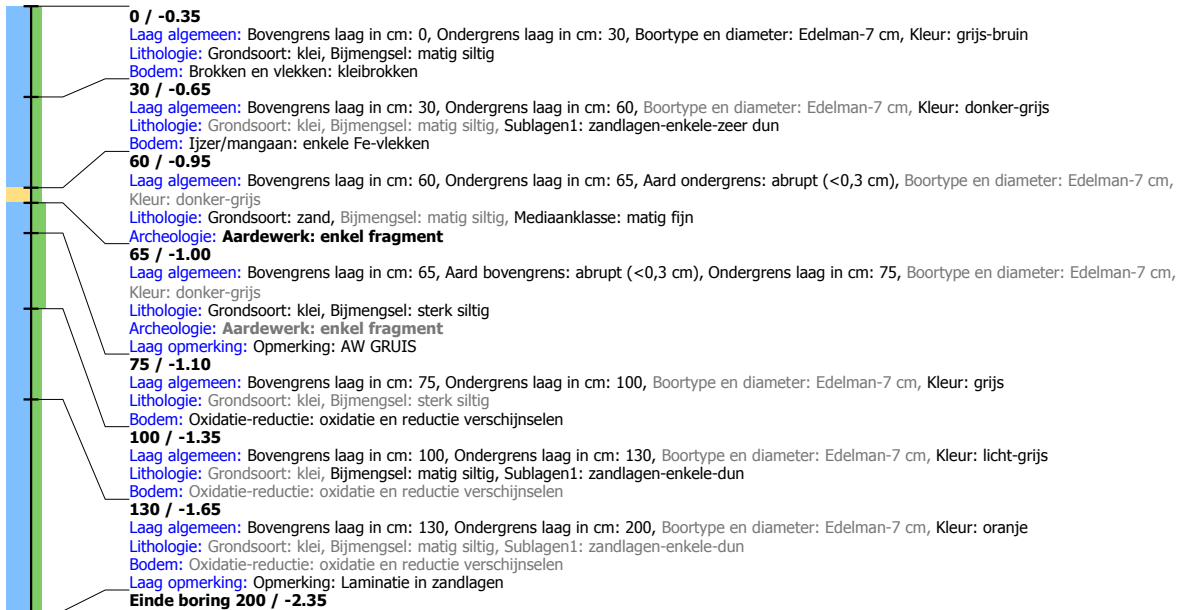 0 / -0.35
Laag algemeen: Bovengrens laag in cm: 0, Ondergrens laag in cm: 30, Boortype en diameter: Edelman-7 cm, Kleur: grijs-bruin
Lithologie: Grondsoort: klei, Bijmengsel: matig siltig
Bodem: Brokken en vlekken: kleibrokken
30 / -0.65
Laag algemeen: Bovengrens laag in cm: 30, Ondergrens laag in cm: 60, Boortype en diameter: Edelman-7 cm, Kleur: donker-grijs
Lithologie: Grondsoort: klei, Bijmengsel: matig siltig, Sublagen1: zandlagen-enkele-zeer dun
Bodem: Ijzer/mangaan: enkele Fe-vlekken
60 / -0.95
Laag algemeen: Bovengrens laag in cm: 60, Ondergrens laag in cm: 65, Aard ondergrens: abrupt (<0,3 cm), Boortype en diameter: Edelman-7 cm,
Kleur: donker-grijs
Lithologie: Grondsoort: zand, Bijmengsel: matig siltig, Mediaanklasse: matig fijn
Archeologie: Aardewerk: enkel fragment
65 / -1.00
Laag algemeen: Bovengrens laag in cm: 65, Aard bovengrens: abrupt (<0,3 cm), Ondergrens laag in cm: 75, Boortype en diameter: Edelman-7 cm,
Kleur: donker-grijs
Lithologie: Grondsoort: klei, Bijmengsel: sterk siltig
Archeologie: Aardewerk: enkel fragment
Laag opmerking: Opmerking: AW GRUIS
75 / -1.10
Laag algemeen: Bovengrens laag in cm: 75, Ondergrens laag in cm: 100, Boortype en diameter: Edelman-7 cm, Kleur: grijs
Lithologie: Grondsoort: klei, Bijmengsel: sterk siltig
Bodem: Oxidatie-reductie: oxidatie en reductie verschijnselen
100 / -1.35
Laag algemeen: Bovengrens laag in cm: 100, Ondergrens laag in cm: 130, Boortype en diameter: Edelman-7 cm, Kleur: licht-grijs
Lithologie: Grondsoort: klei, Bijmengsel: matig siltig, Sublagen1: zandlagen-enkele-dun
Bodem: Oxidatie-reductie: oxidatie en reductie verschijnselen
130 / -1.65
Laag algemeen: Bovengrens laag in cm: 130, Ondergrens laag in cm: 200, Boortype en diameter: Edelman-7 cm, Kleur: oranje
Lithologie: Grondsoort: klei, Bijmengsel: matig siltig, Sublagen1: zandlagen-enkele-dun
Bodem: Oxidatie-reductie: oxidatie en reductie verschijnselen
Laag opmerking: Opmerking: Laminatie in zandlagen
Einde boring 200 / -2.35